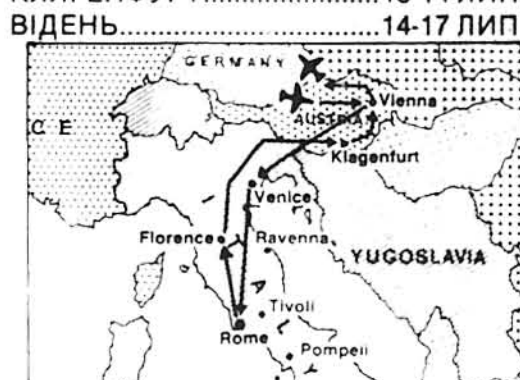 ВІДЕНЬ..............................14-17 ЛИП
GERMANY
C E
AUSTRIA
Vienna
Klagenfurt
Venice
Florence
Ravenna
YUGOSLAVIA
Tivoli
Rome
Pompeii